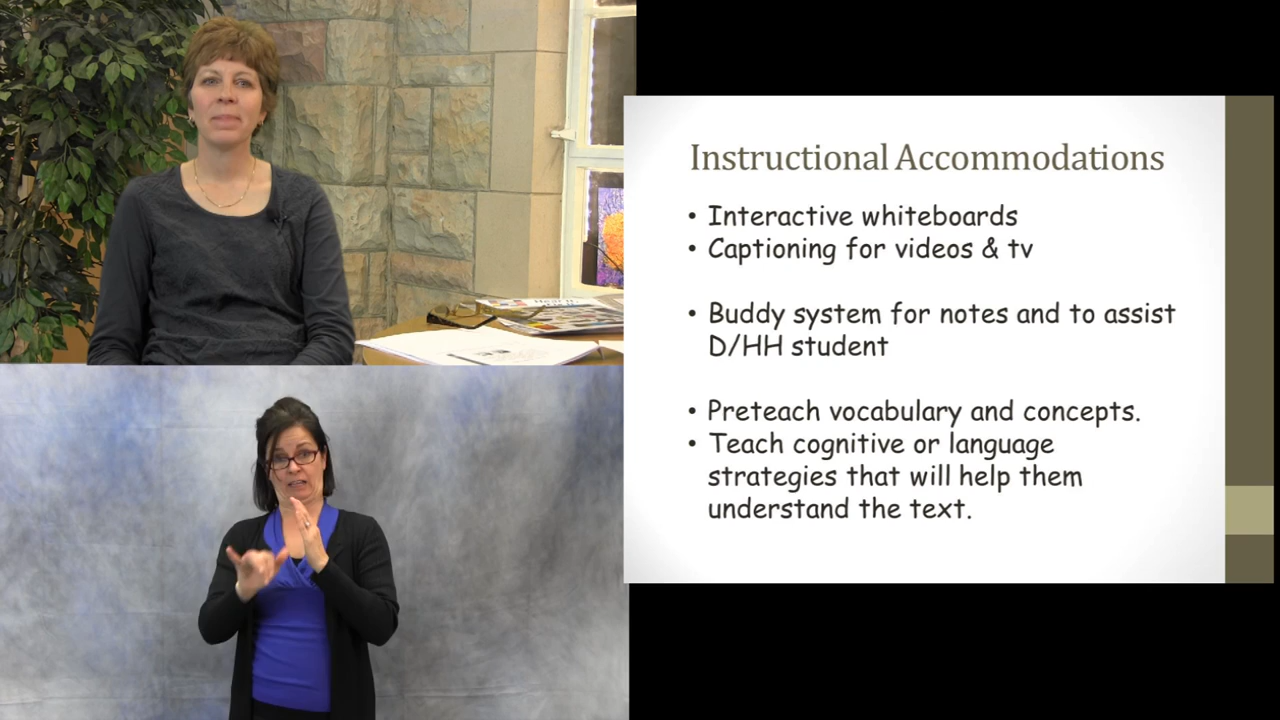 Instructional Accommodations
• Interactive whiteboards
• Captioning for videos & tv
• Buddy system for notes and to assist
D/HH student
• Preteach vocabulary and concepts.
• Teach cognitive or language
strategies that will help them
understand the text.